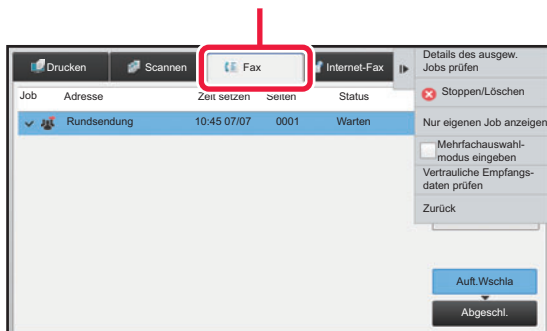 Drucken Scannen Fax Internet-Fax
Job Adresse Zeit setzen Seiten Status
Rundsendung 10:45 07/07 0001 Warten
Details des ausgew.
Jobs prüfen
Stoppen/Löschen
Nur eigenen Job anzeigen
Mehrfachauswahl-
modus eingeben
Vertrauliche Empfangs-
daten prüfen
Zurück
Auft.Wschla
Abgeschl.